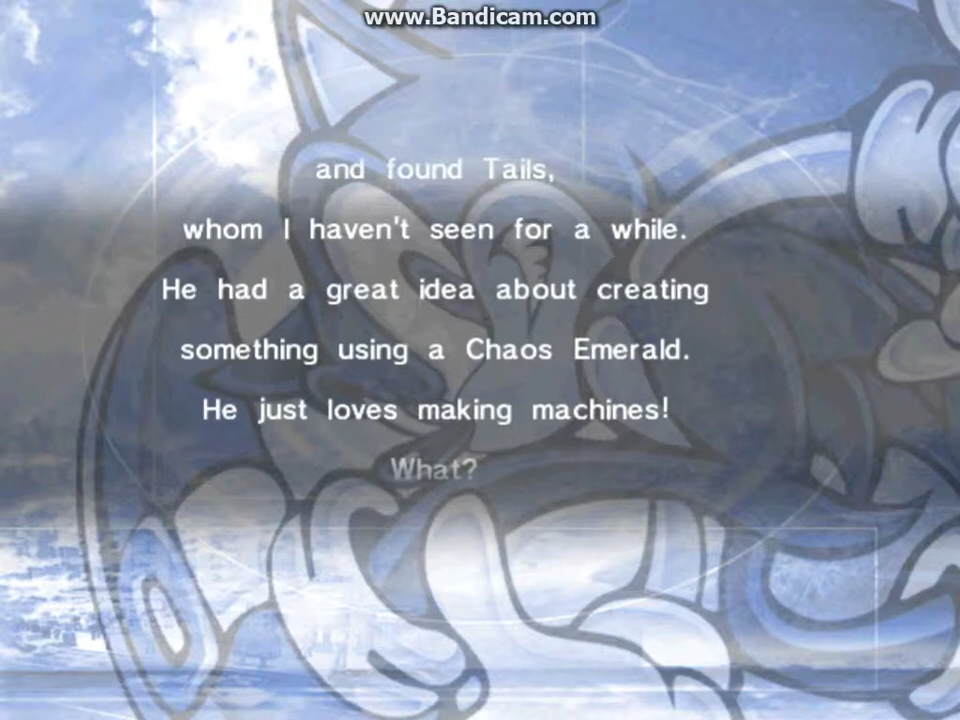 www.Bandicam.com
and found Tails,
whom I haven't seen for a while.
He had a great idea about creating
something using a Chaos Emerald.
He just loves making machines!
What?